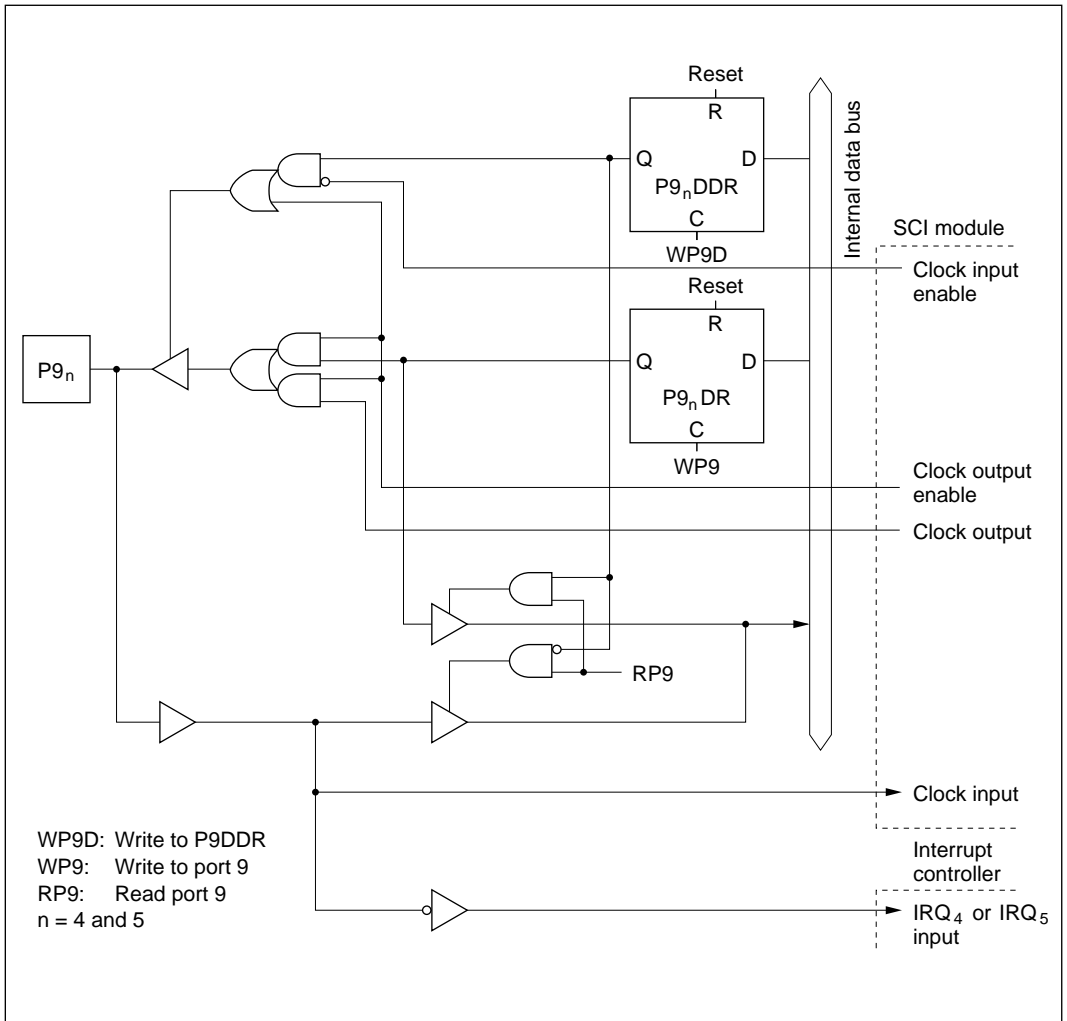 Reset
R
Q D
P9nDDR
C
WP9D
Internal data bus
SCI module
Clock input
enable
Reset
R
Q D
P9nDR
C
WP9
P9n
Clock output
enable
Clock output
RP9
Clock input
WP9D: Write to P9DDR
WP9: Write to port 9
RP9: Read port 9
n = 4 and 5
Interrupt
controller
IRQ4 or IRQ5
input